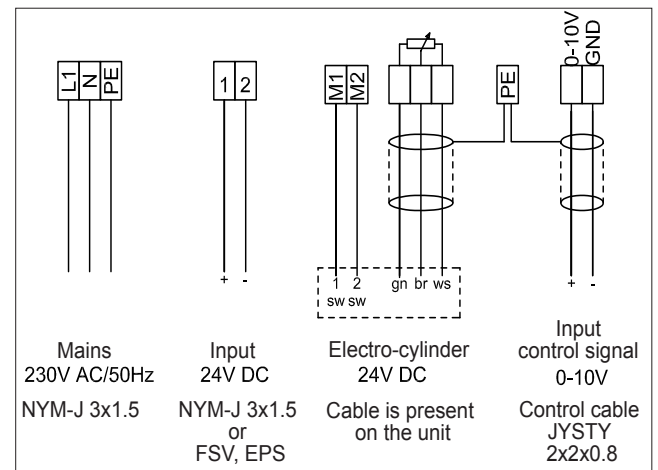 L1 N PE
1 2
M1 M2
PE
0-10V
GND
+ -
1 2 gn br ws
sw sw
+ -
Mains
230V AC/50Hz
NYM-J 3x1.5
Input
24V DC
NYM-J 3x1.5
or
FSV, EPS
Electro-cylinder
24V DC
Cable is present
on the unit
Input
control signal
0-10V
Control cable
JYSTY
2x2x0.8